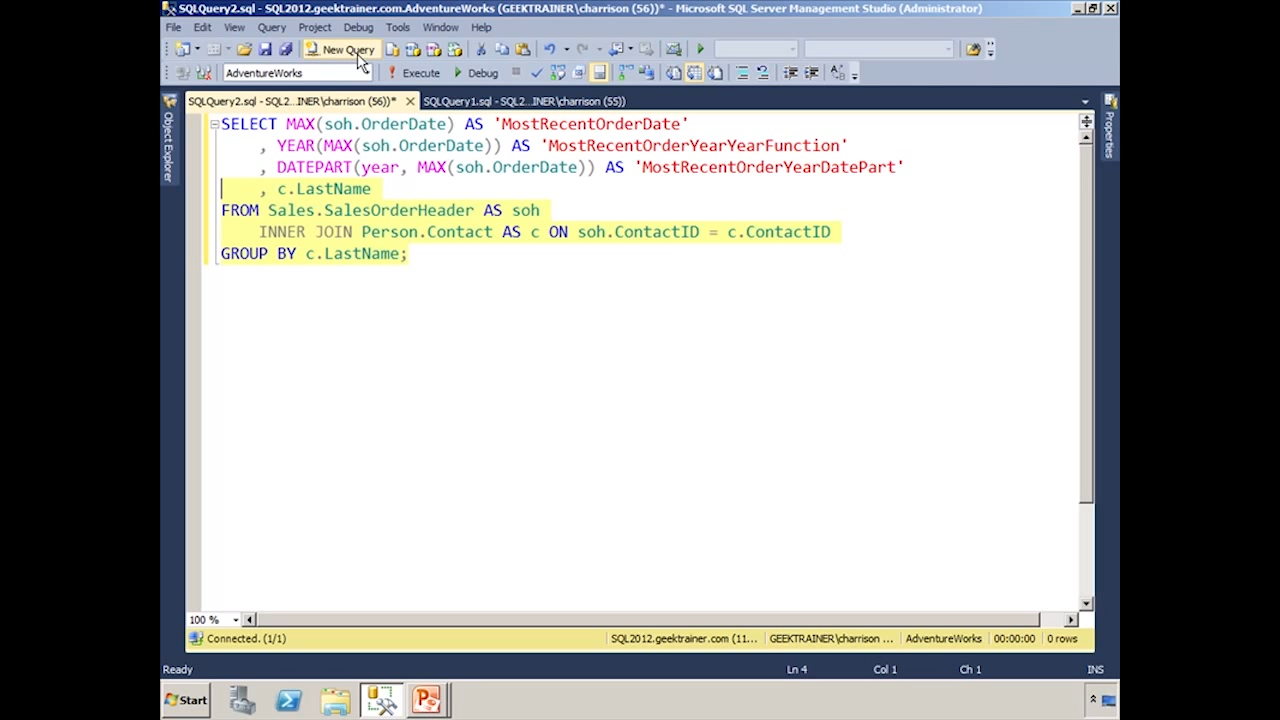 SQLQuery2.sql - SQL2012.geektrainer.com.AdventureWorks (GEEKTRAINER\charrison (56))* - Microsoft SQL Server Management Studio (Administrator)
File Edit View Query Project Debug Tools Window Help
New Query
AdventureWorks Execute Debug
SQLQuery2.sql - SQL2...INER\charrison (56))* SQLQuery1.sql - SQL2...INER\charrison (55))
Object Explorer
Properties
SELECT MAX(soh.OrderDate) AS 'MostRecentOrderDate'
, YEAR(MAX(soh.OrderDate)) AS 'MostRecentOrderYearYearFunction'
, DATEPART(year, MAX(soh.OrderDate)) AS 'MostRecentOrderYearDatePart'
, c.LastName
FROM Sales.SalesOrderHeader AS soh
INNER JOIN Person.Contact AS c ON soh.ContactID = c.ContactID
GROUP BY c.LastName;
100 %
Connected. (1/1) SQL2012.geektrainer.com (11... GEEKTRAINER\charrison ... AdventureWorks 00:00:00 0 rows
Ready Ln 4 Col 1 Ch 1 INS
Start